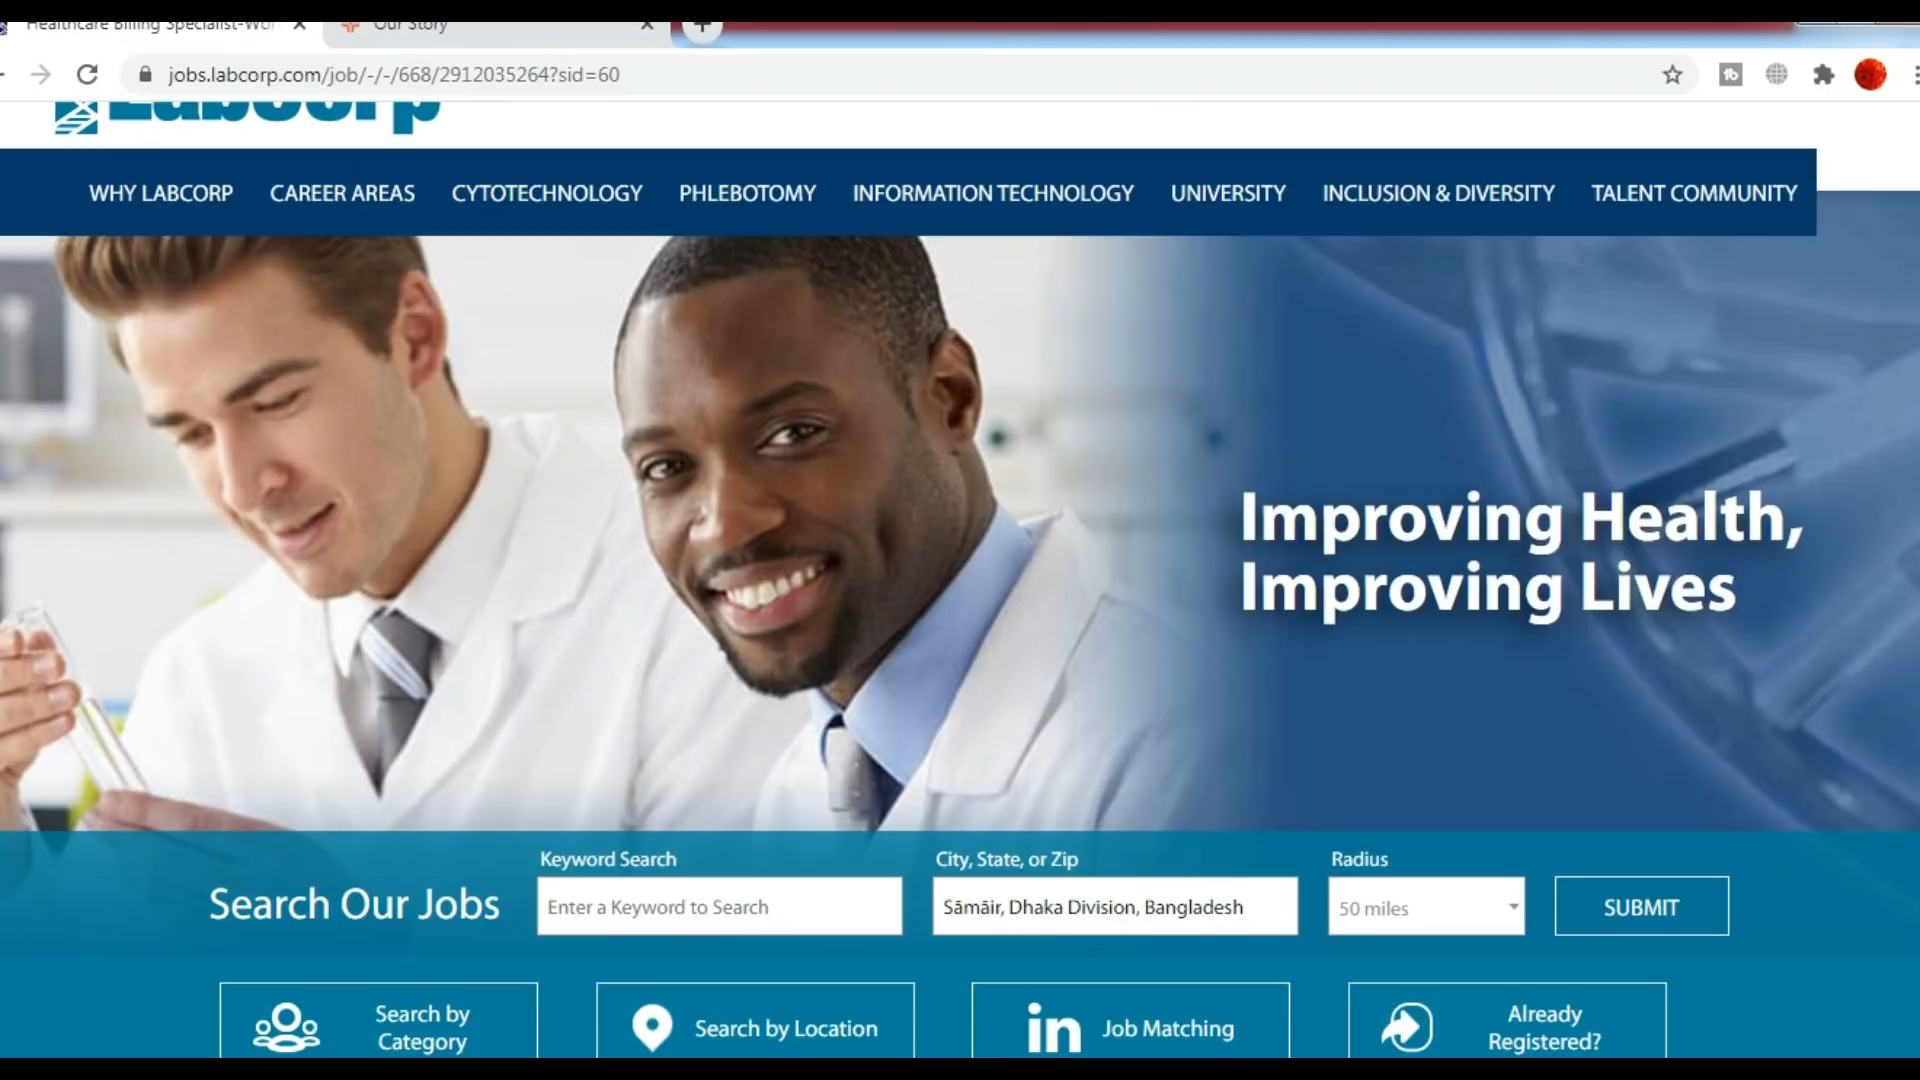 Healthcare Billing Specialist-Wor
Our Story
jobs.labcorp.com/job/-/-/668/2912035264?sid=60
Labcorp
WHY LABCORP CAREER AREAS CYTOTECHNOLOGY PHLEBOTOMY INFORMATION TECHNOLOGY UNIVERSITY INCLUSION & DIVERSITY TALENT COMMUNITY
Improving Health,
Improving Lives
Search Our Jobs
Keyword Search
Enter a Keyword to Search
City, State, or Zip
Sāmāir, Dhaka Division, Bangladesh
Radius
50 miles
SUBMIT
Search by
Category
Search by Location
in Job Matching
Already
Registered?